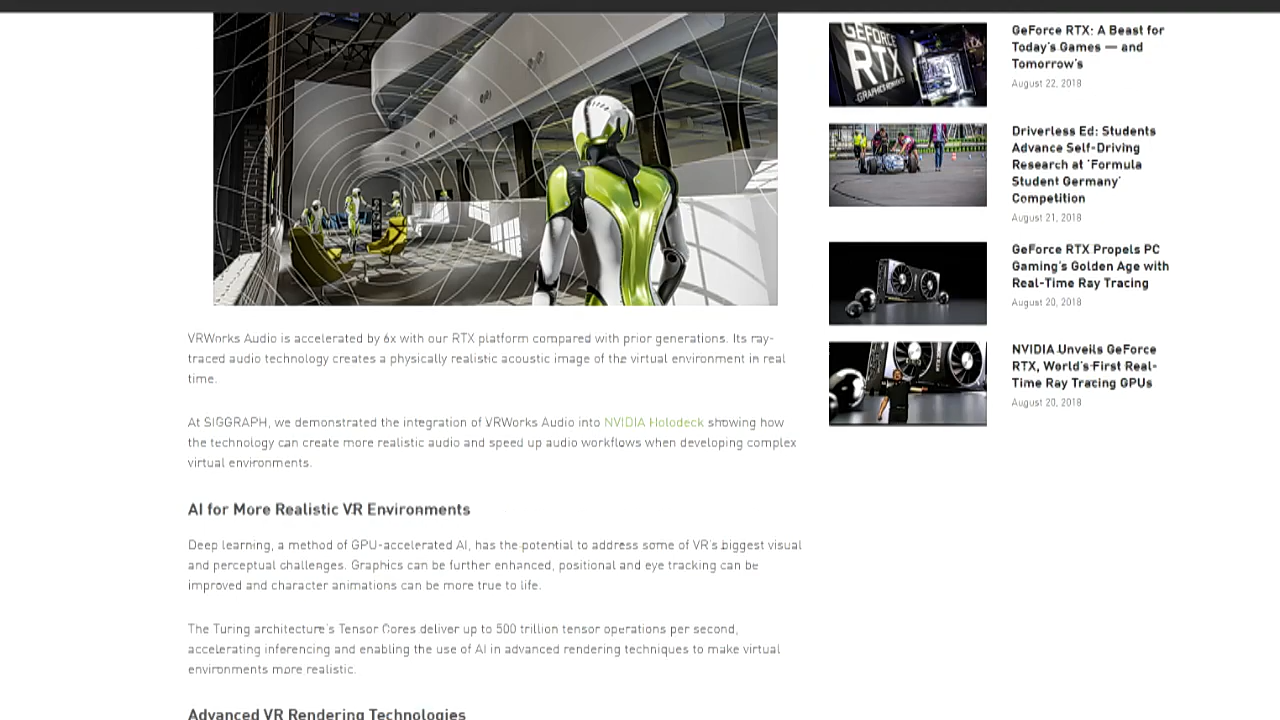 VRWorks Audio is accelerated by 6x with our RTX platform compared with prior generations. Its ray-
traced audio technology creates a physically realistic acoustic image of the virtual environment in real
time.
At SIGGRAPH, we demonstrated the integration of VRWorks Audio into NVIDIA Holodeck showing how
the technology can create more realistic audio and speed up audio workflows when developing complex
virtual environments.
AI for More Realistic VR Environments
Deep learning, a method of GPU-accelerated AI, has the potential to address some of VR's biggest visual
and perceptual challenges. Graphics can be further enhanced, positional and eye tracking can be
improved and character animations can be more true to life.
The Turing architecture's Tensor Cores deliver up to 500 trillion tensor operations per second,
accelerating inferencing and enabling the use of AI in advanced rendering techniques to make virtual
environments more realistic.
Advanced VR Rendering Technologies
GEFORCE
RTX
GeForce RTX: A Beast for
Today's Games — and
Tomorrow's
August 22, 2018
Driverless Ed: Students
Advance Self-Driving
Research at 'Formula
Student Germany'
Competition
August 21, 2018
GeForce RTX Propels PC
Gaming's Golden Age with
Real-Time Ray Tracing
August 20, 2018
NVIDIA Unveils GeForce
RTX, World's First Real-
Time Ray Tracing GPUs
August 20, 2018